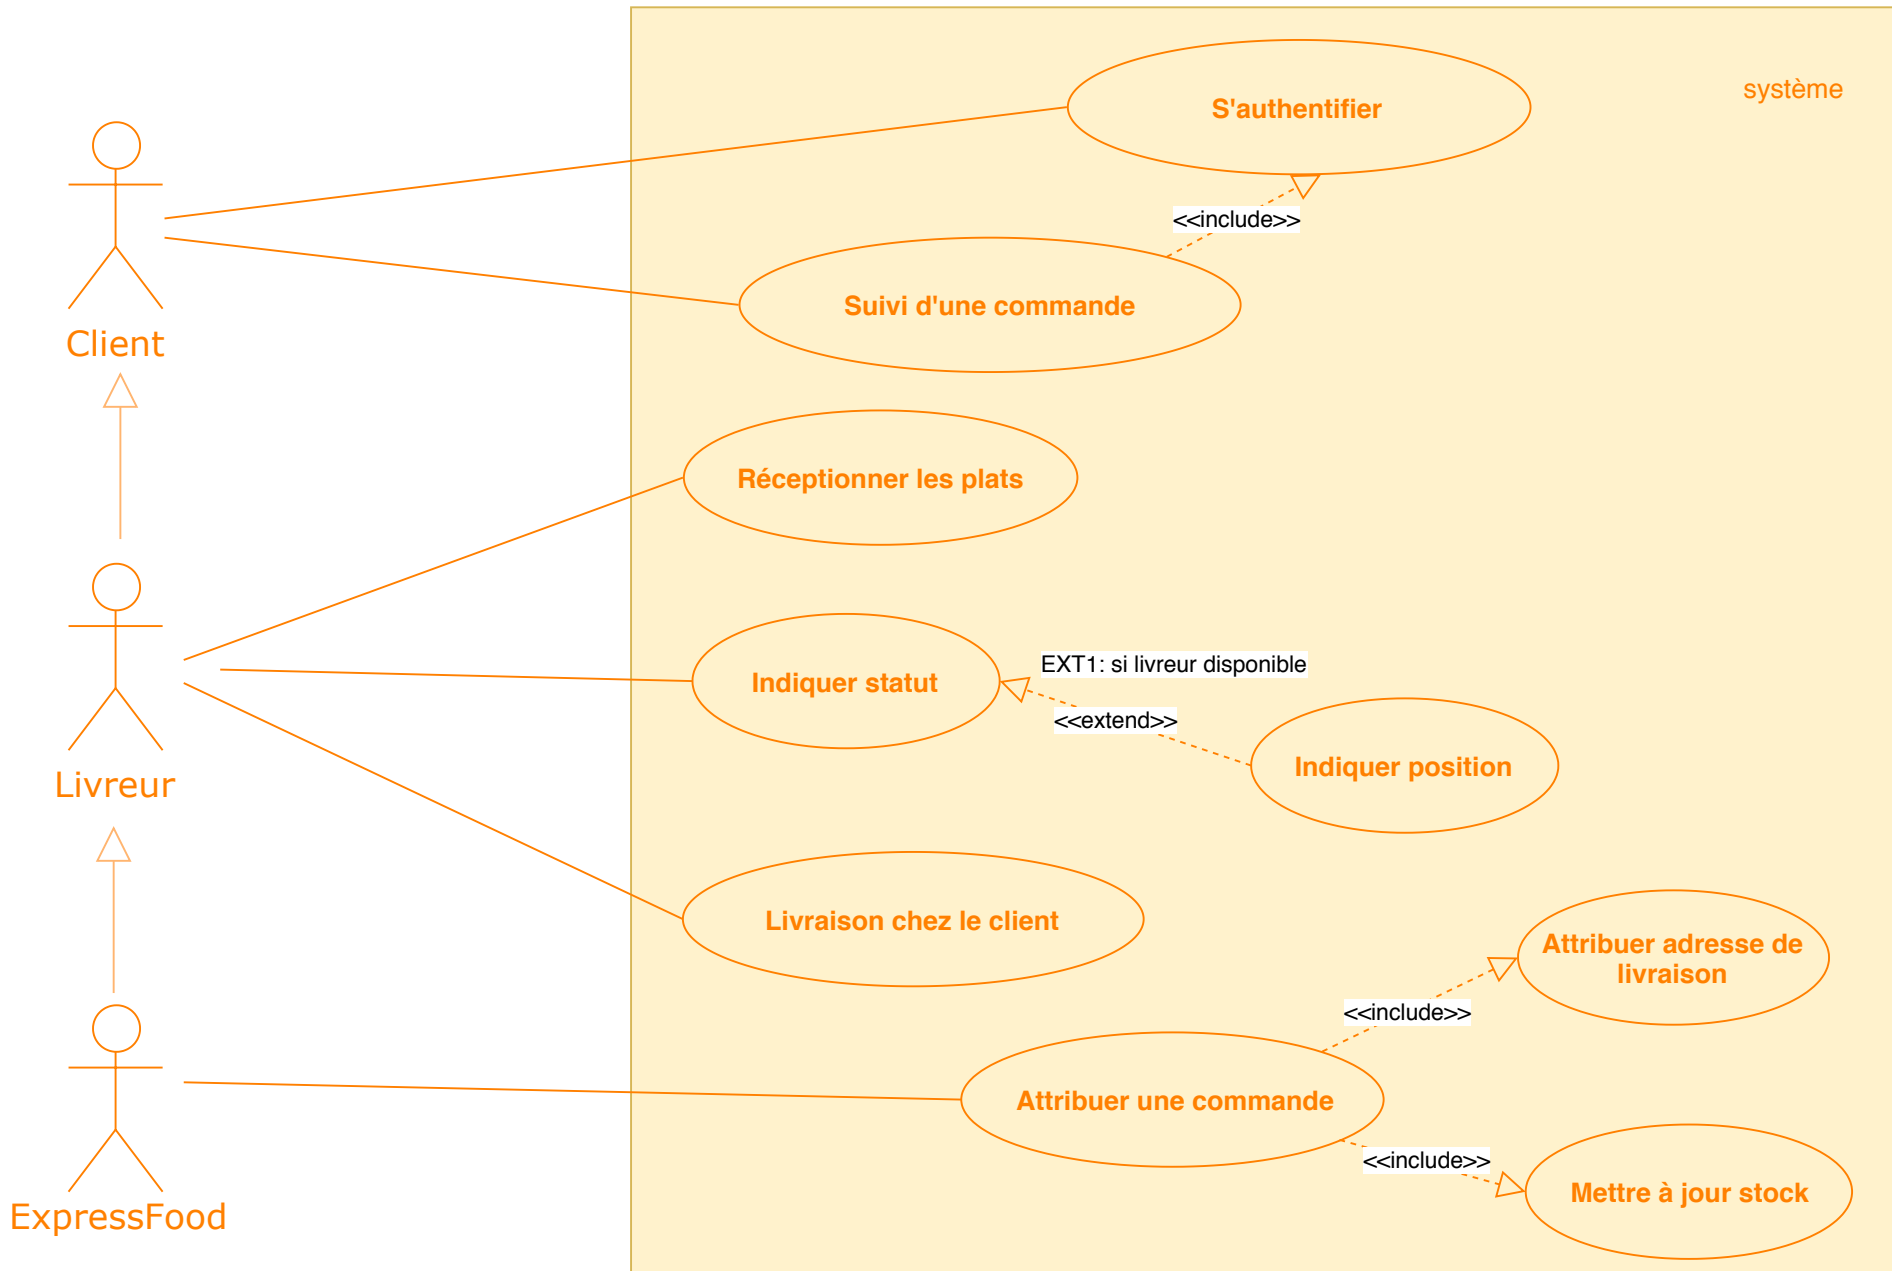 système
S'authentifier
<<include>>
Suivi d'une commande
Client
Réceptionner les plats
EXT1: si livreur disponible
Indiquer statut
<<extend>>
Indiquer position
Livreur
Livraison chez le client
Attribuer adresse de
livraison
<<include>>
Attribuer une commande
<<include>>
Mettre à jour stock
ExpressFood